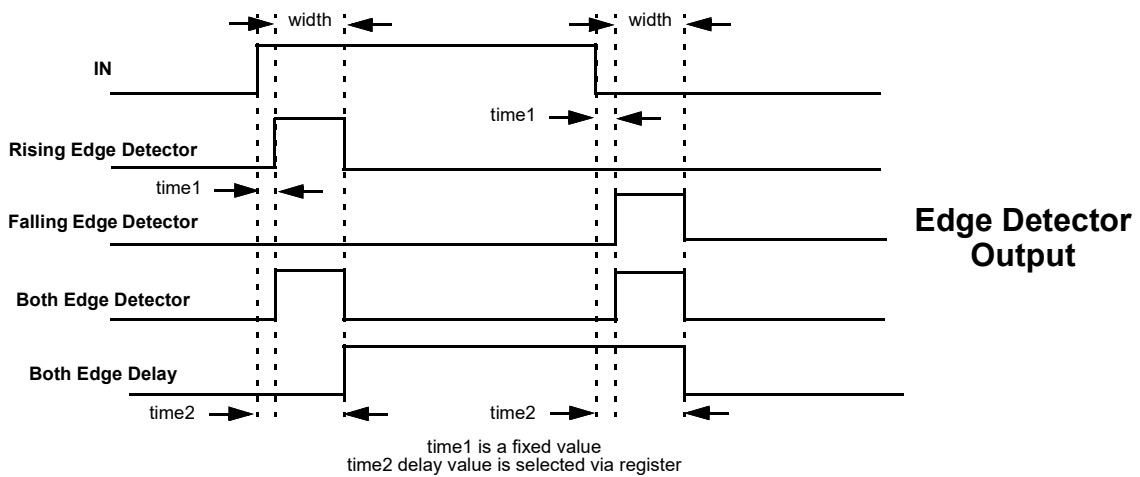 width
width
IN
time1
Rising Edge Detector
time1
Falling Edge Detector
Edge Detector
Output
Both Edge Detector
Both Edge Delay
time2
time2
time1 is a fixed value
time2 delay value is selected via register